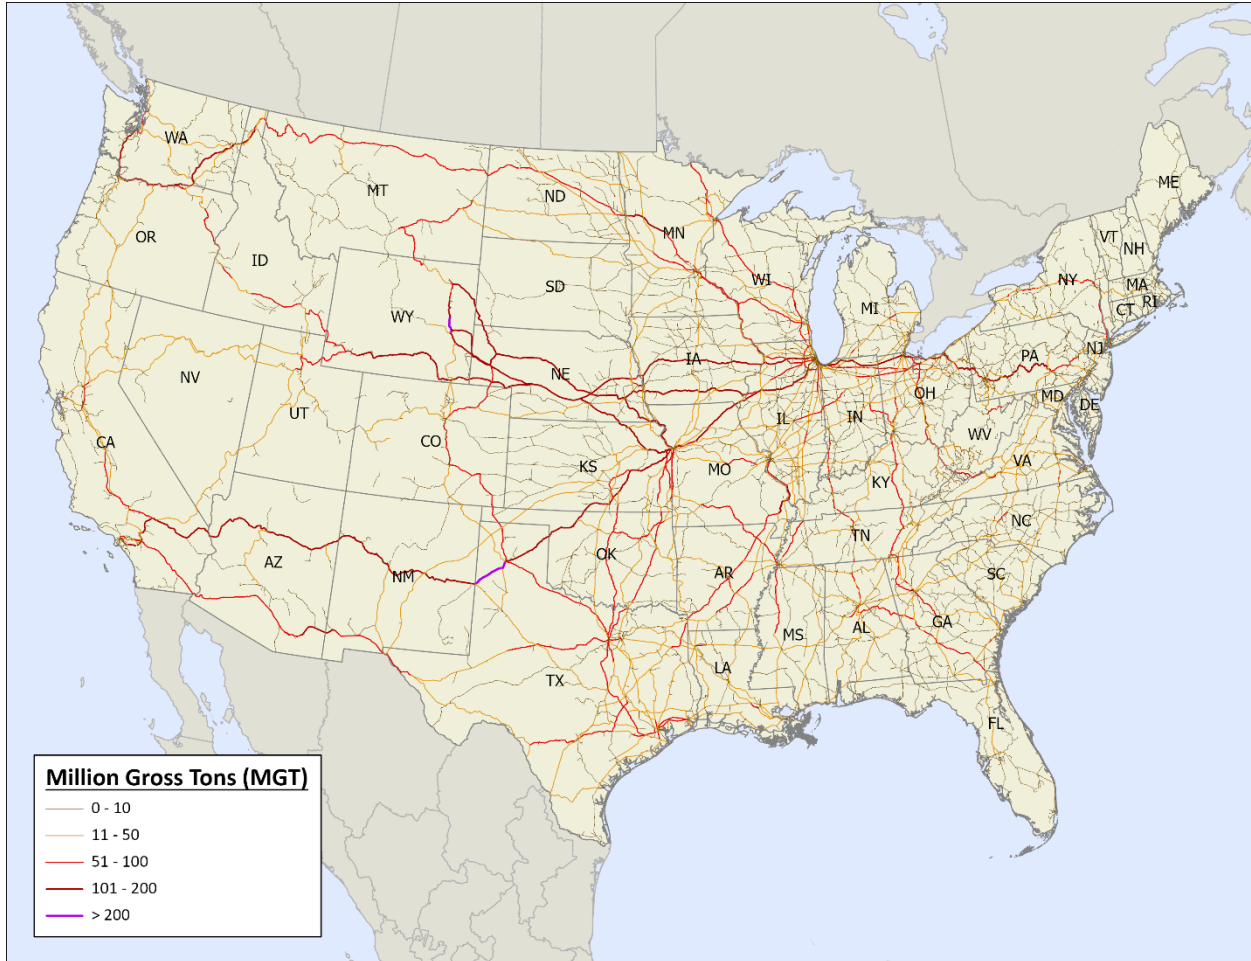 WA
MT
ND
MN
ME
VT
NH
OR
ID
SD
WI
NY
MA
CT
RI
WY
MI
IA
PA
NJ
NE
NV
OH
MD
DE
UT
IL
IN
WV
CA
CO
KS
MO
KY
VA
NC
TN
OK
AZ
NM
AR
SC
MS
AL
GA
LA
TX
FL
Million Gross Tons (MGT)
0 - 10
11 - 50
51 - 100
101 - 200
> 200